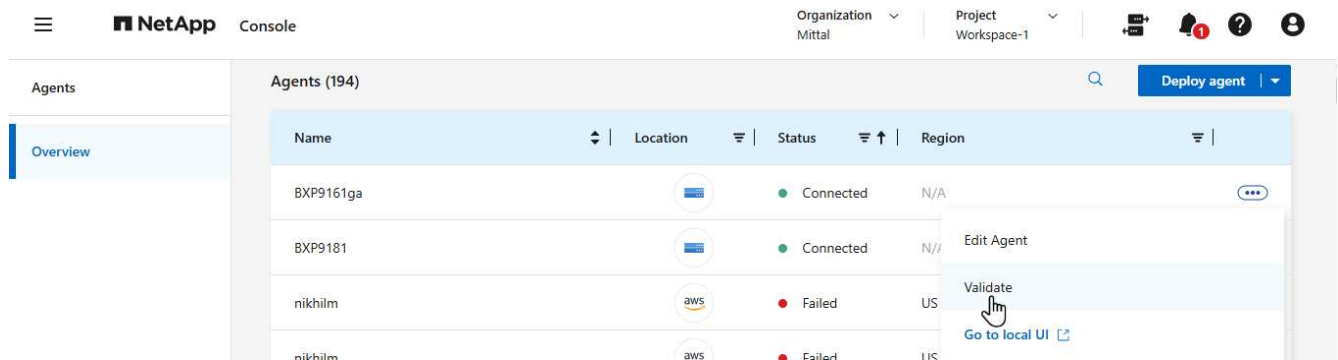 NetApp Console
Organization
Mittal
Project
Workspace-1
1
Agents
Overview
Agents (194)
Deploy agent
Name Location Status Region
BXP9161ga Connected N/A
BXP9181 Connected N/
nikhilm aws Failed US
nikhilm aws Failed US
Edit Agent
Validate
Go to local UI